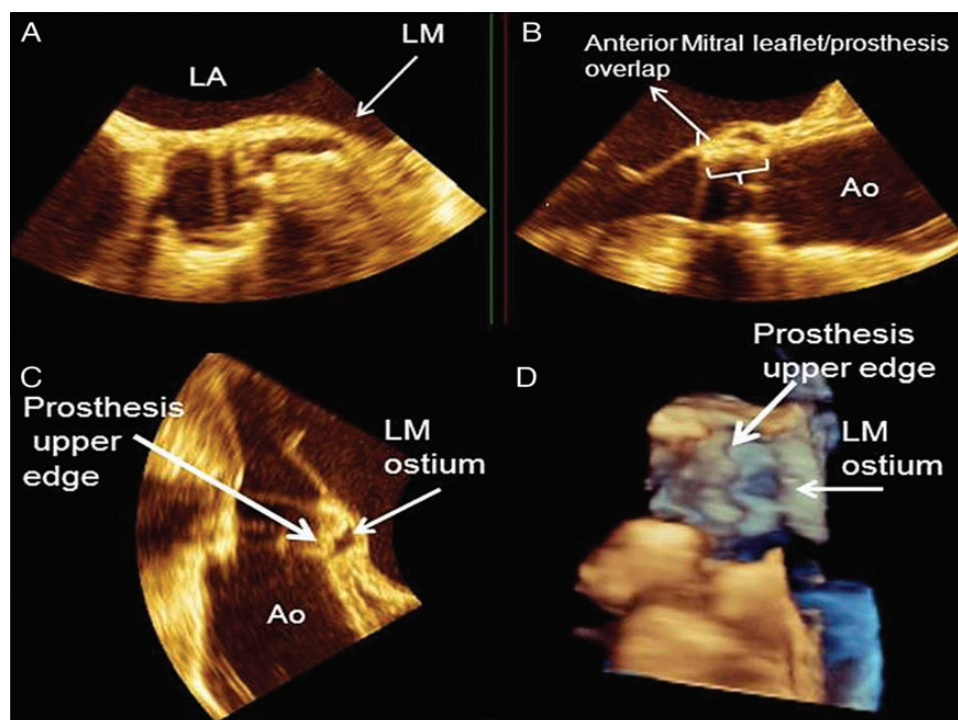 A
LA
LM
B
Anterior Mitral leaflet/prosthesis
overlap
Ao
C
Prosthesis
upper
edge
LM
ostium
Ao
D
Prosthesis
upper edge
LM
ostium